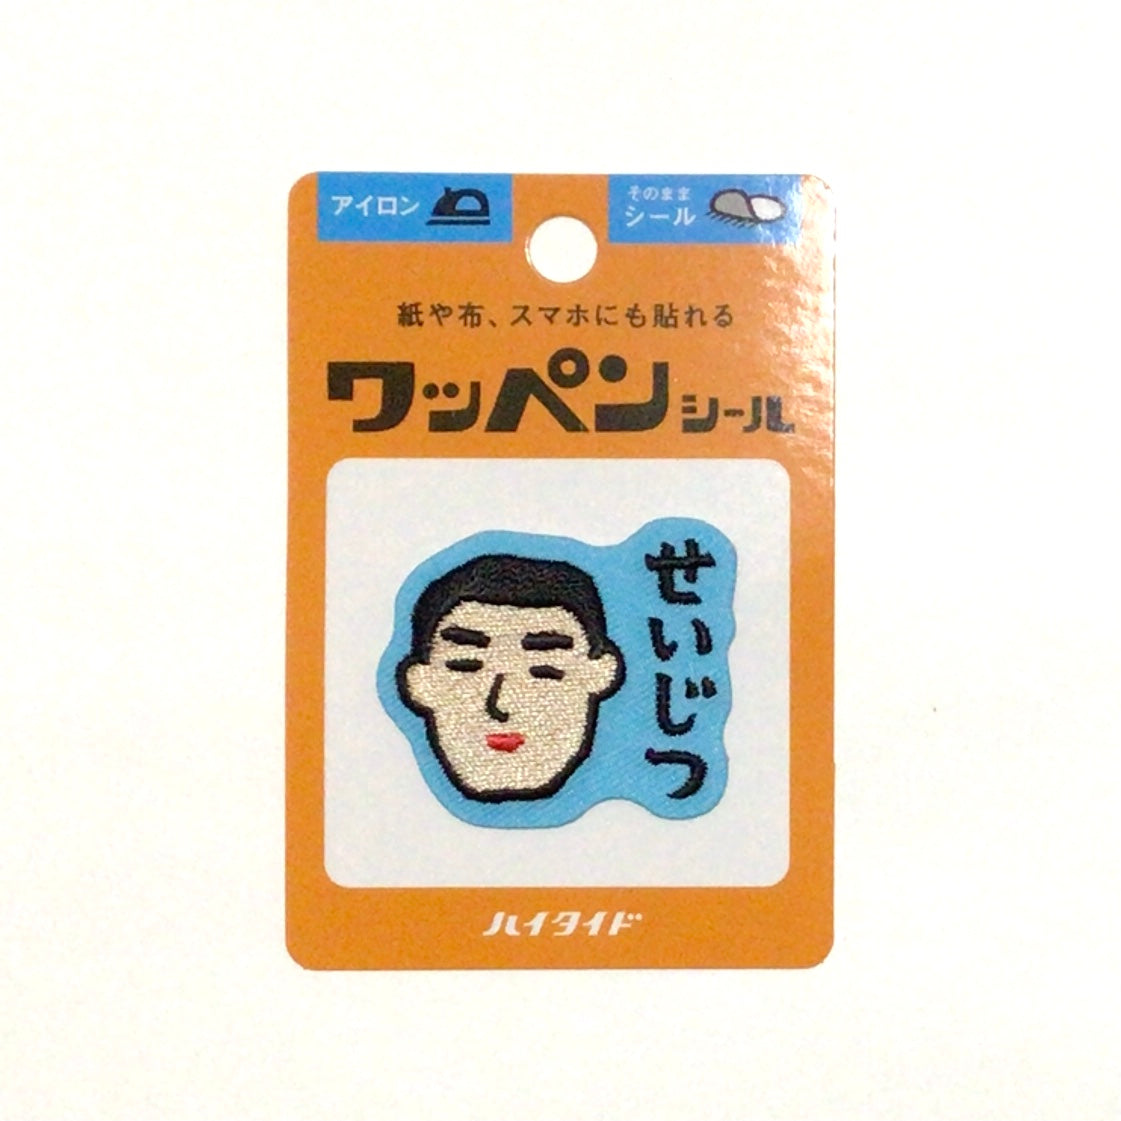 アイロン
そのまま
シール
紙や布、スマホにも貼れる
ワッペンシール
せいじつ
ハイタイド